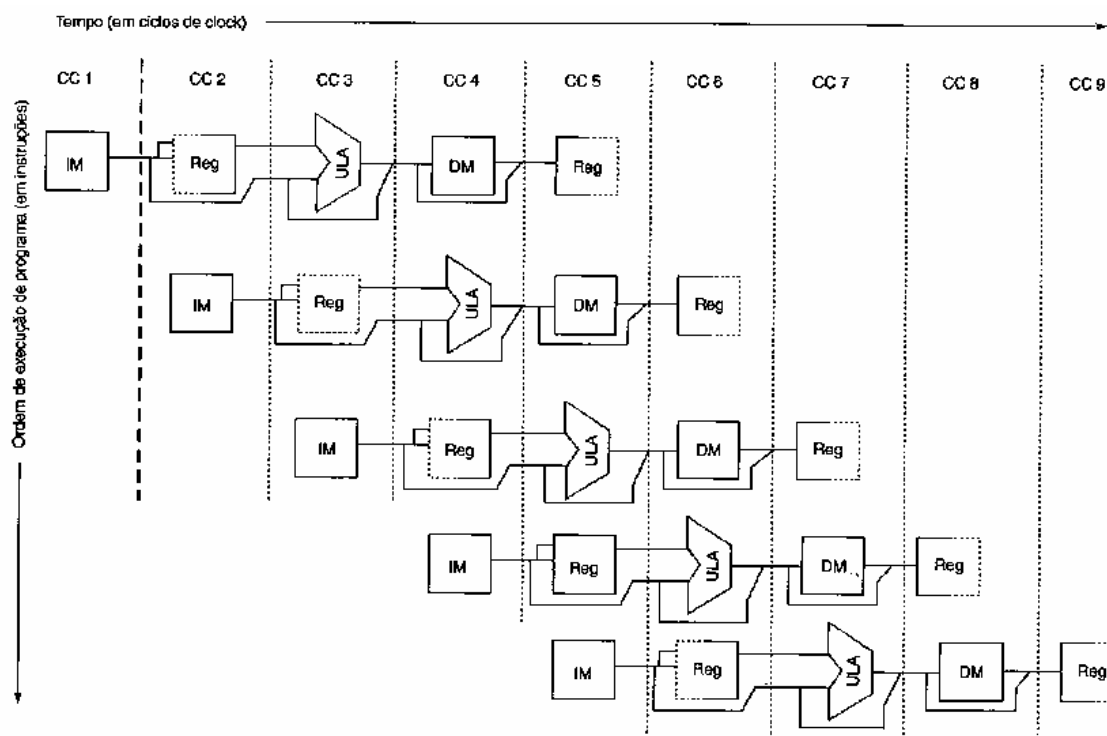 Tempo (em ciclos de clock)
CC 1 CC 2 CC 3 CC 4 CC 5 CC 6 CC 7 CC 8 CC 9
Ordem de execução de programa (em instruções)
IM Reg ULA DM Reg
IM Reg ULA DM Reg
IM Reg ULA DM Reg
IM Reg ULA DM Reg
IM Reg ULA DM Reg